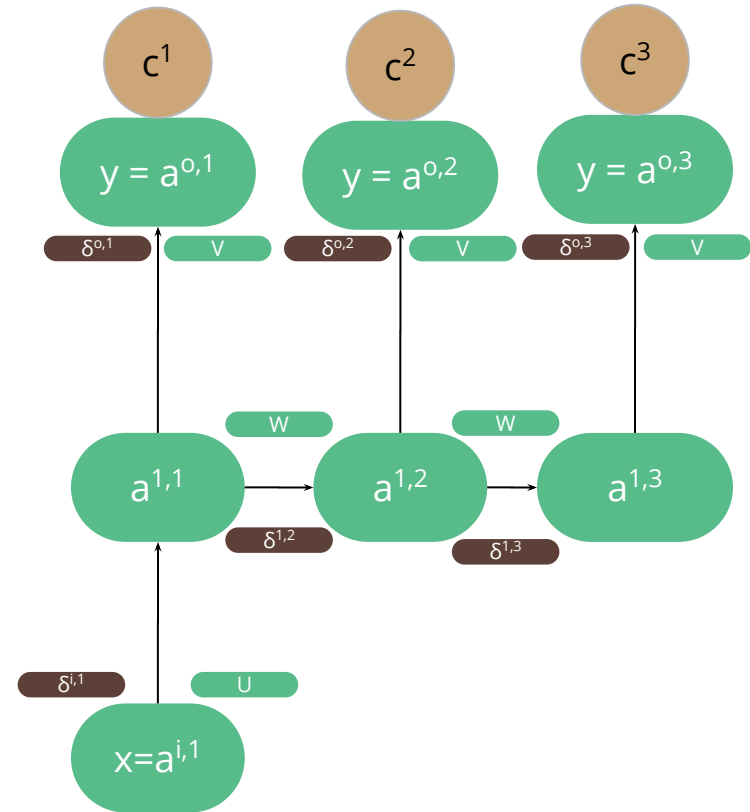 c¹
c²
c³
y = aᵒ,¹
y = aᵒ,²
y = aᵒ,³
δᵒ,¹
V
δᵒ,²
V
δᵒ,³
V
W
W
a¹,¹
a¹,²
a¹,³
δ¹,²
δ¹,³
δⁱ,¹
U
x=aⁱ,¹